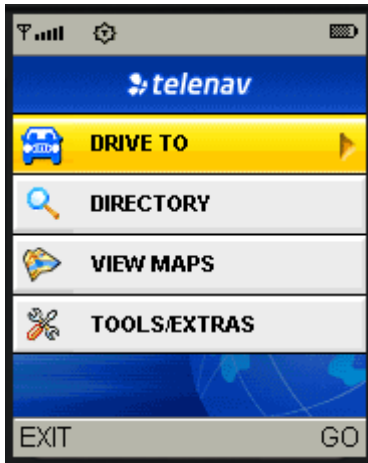 telenav
DRIVE TO
DIRECTORY
VIEW MAPS
TOOLS/EXTRAS
EXIT GO